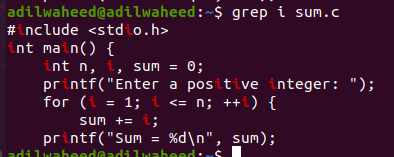 adilwaheed@adilwaheed:~$ grep i sum.c
#include <stdio.h>
int main() {
    int n, i, sum = 0;
    printf("Enter a positive integer: ");
    for (i = 1; i <= n; ++i) {
        sum += i;
    printf("Sum = %d\n", sum);
adilwaheed@adilwaheed:~$